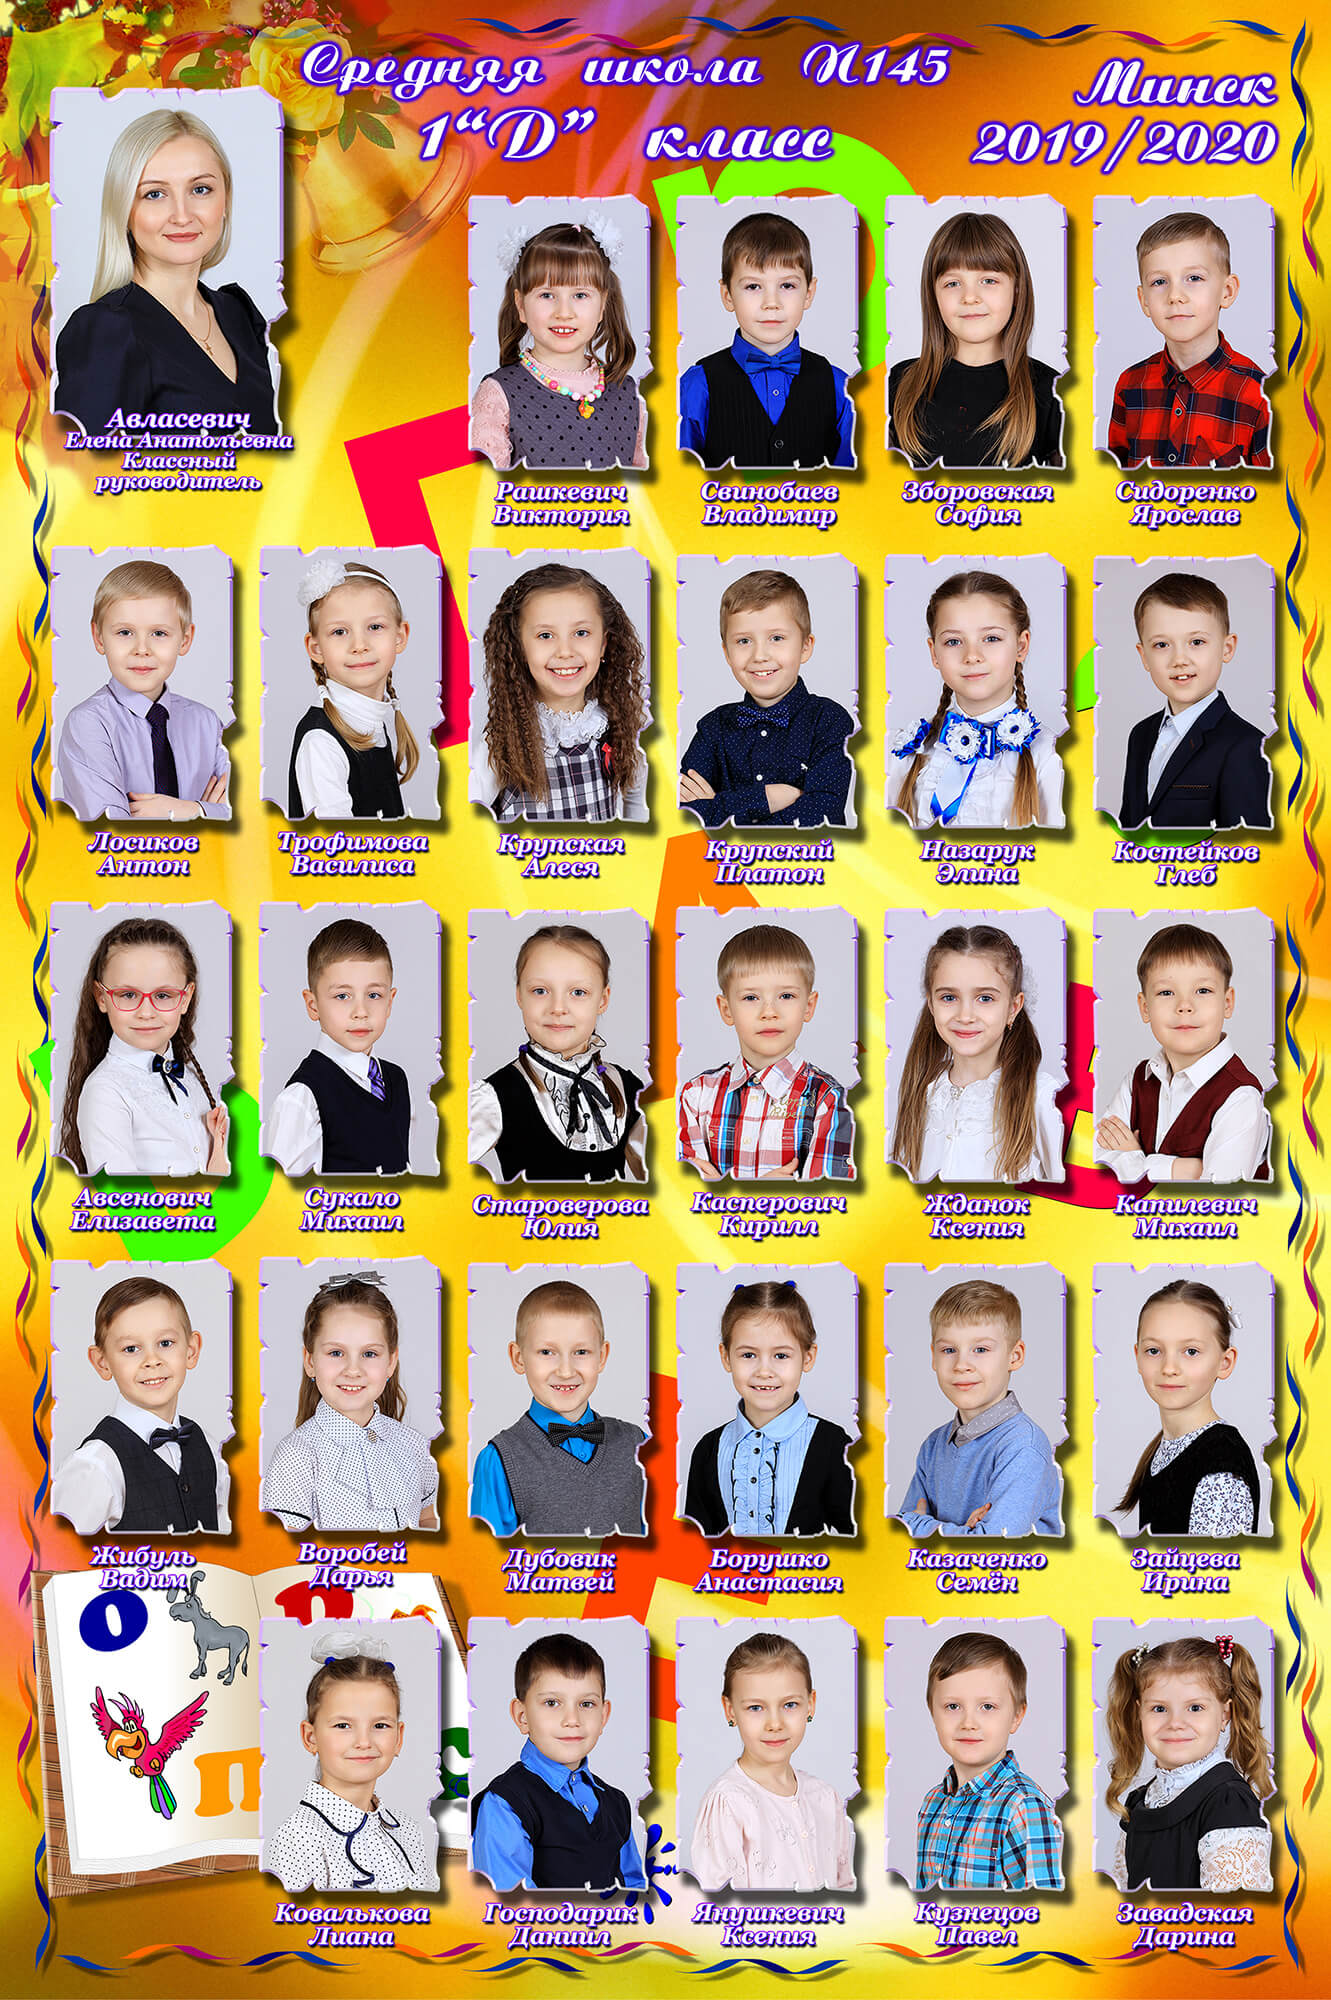 Средняя школа N145
1“Д” класс
Минск
2019/2020
Авласевич
Елена Анатольевна
Классный
руководитель
Рашкевич
Виктория
Свинобаев
Владимир
Зборовская
София
Сидоренко
Ярослав
Лосиков
Антон
Трофимова
Василиса
Крупская
Алеся
Крупский
Платон
Назарук
Элина
Костейков
Глеб
Авсенович
Елизавета
Сукало
Михаил
Староверова
Юлия
Касперович
Кирилл
Жданок
Ксения
Капилевич
Михаил
Жибуль
Вадим
Воробей
Дарья
Дубовик
Матвей
Борушко
Анастасия
Казаченко
Семён
Зайцева
Ирина
О
П
Ковалькова
Лиана
Господарик
Даниил
Янушкевич
Ксения
Кузнецов
Павел
Завадская
Дарина